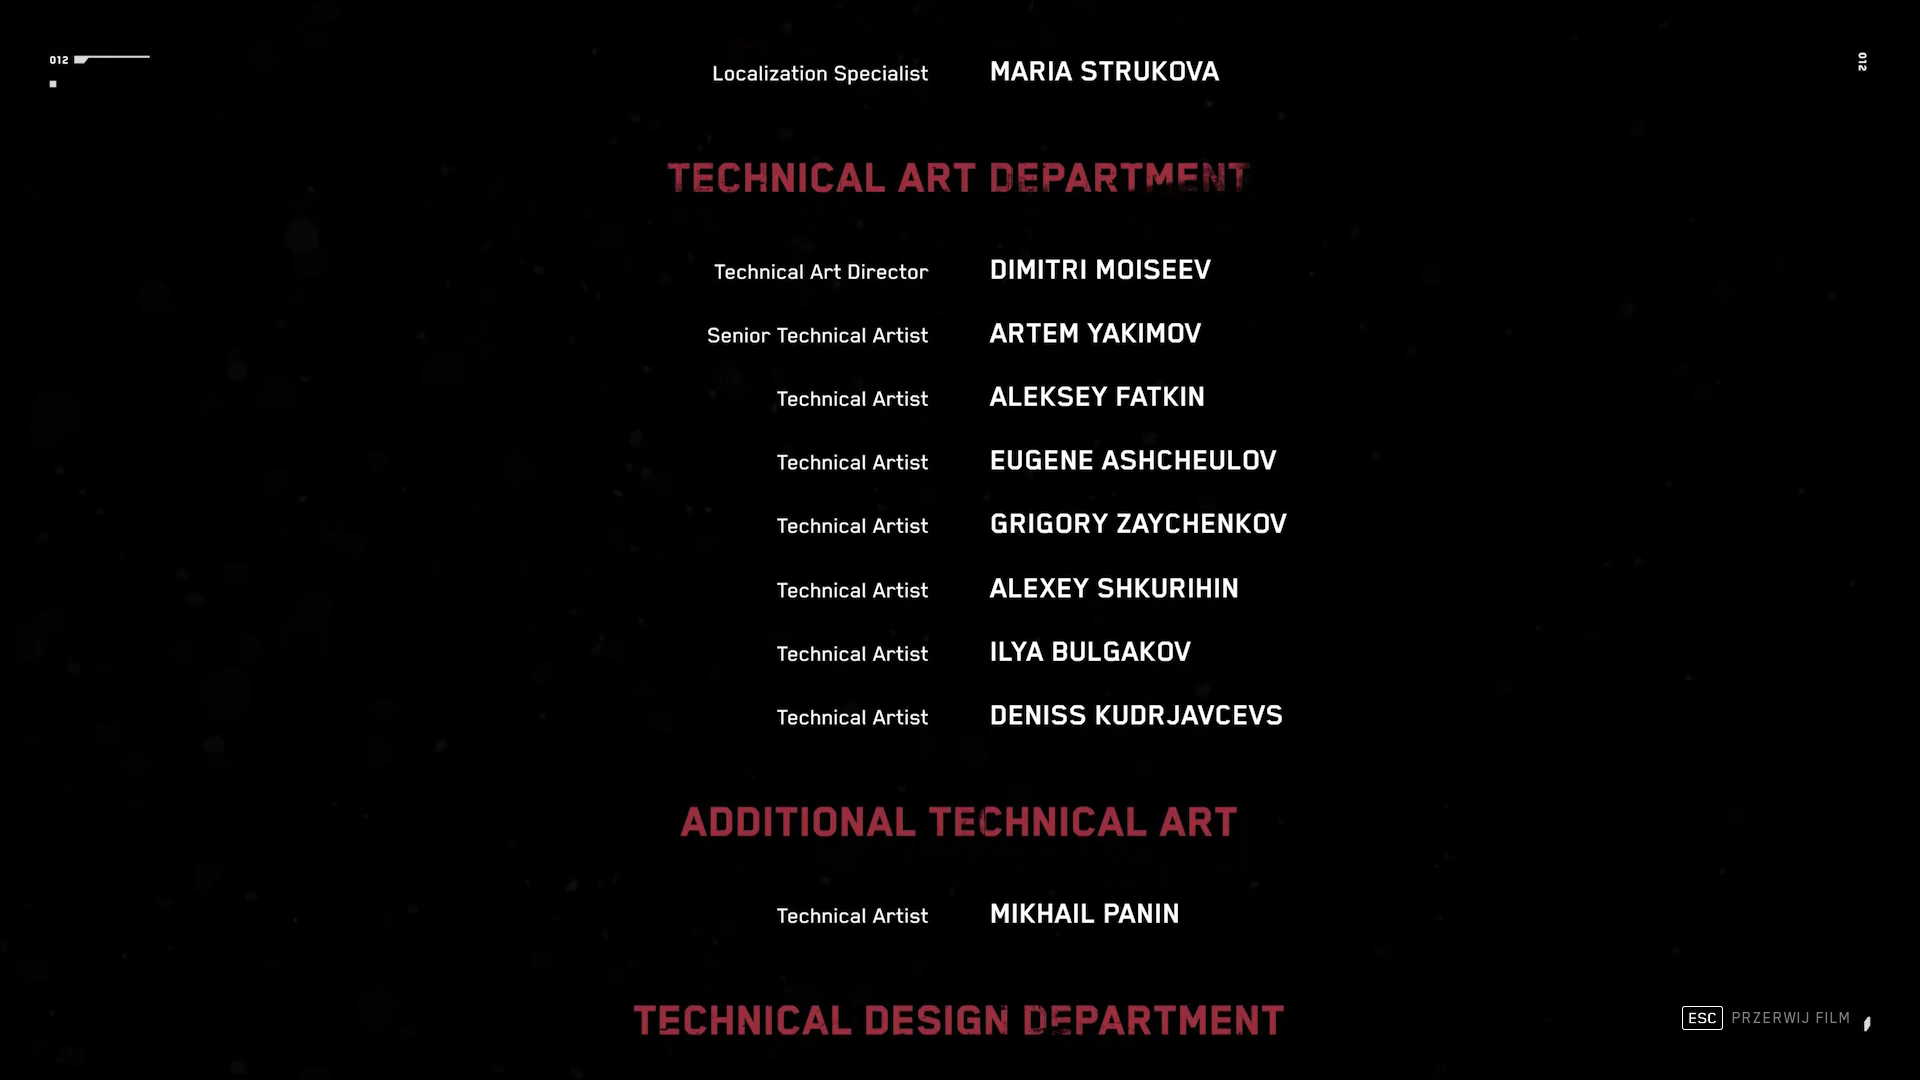 012
012
Localization Specialist MARIA STRUKOVA
TECHNICAL ART DEPARTMENT
Technical Art Director DIMITRI MOISEEV
Senior Technical Artist ARTEM YAKIMOV
Technical Artist ALEKSEY FATKIN
Technical Artist EUGENE ASHCHEULOV
Technical Artist GRIGORY ZAYCHENKOV
Technical Artist ALEXEY SHKURIHIN
Technical Artist ILYA BULGAKOV
Technical Artist DENISS KUDRJAVCEVS
ADDITIONAL TECHNICAL ART
Technical Artist MIKHAIL PANIN
TECHNICAL DESIGN DEPARTMENT
ESC PRZERWIJ FILM